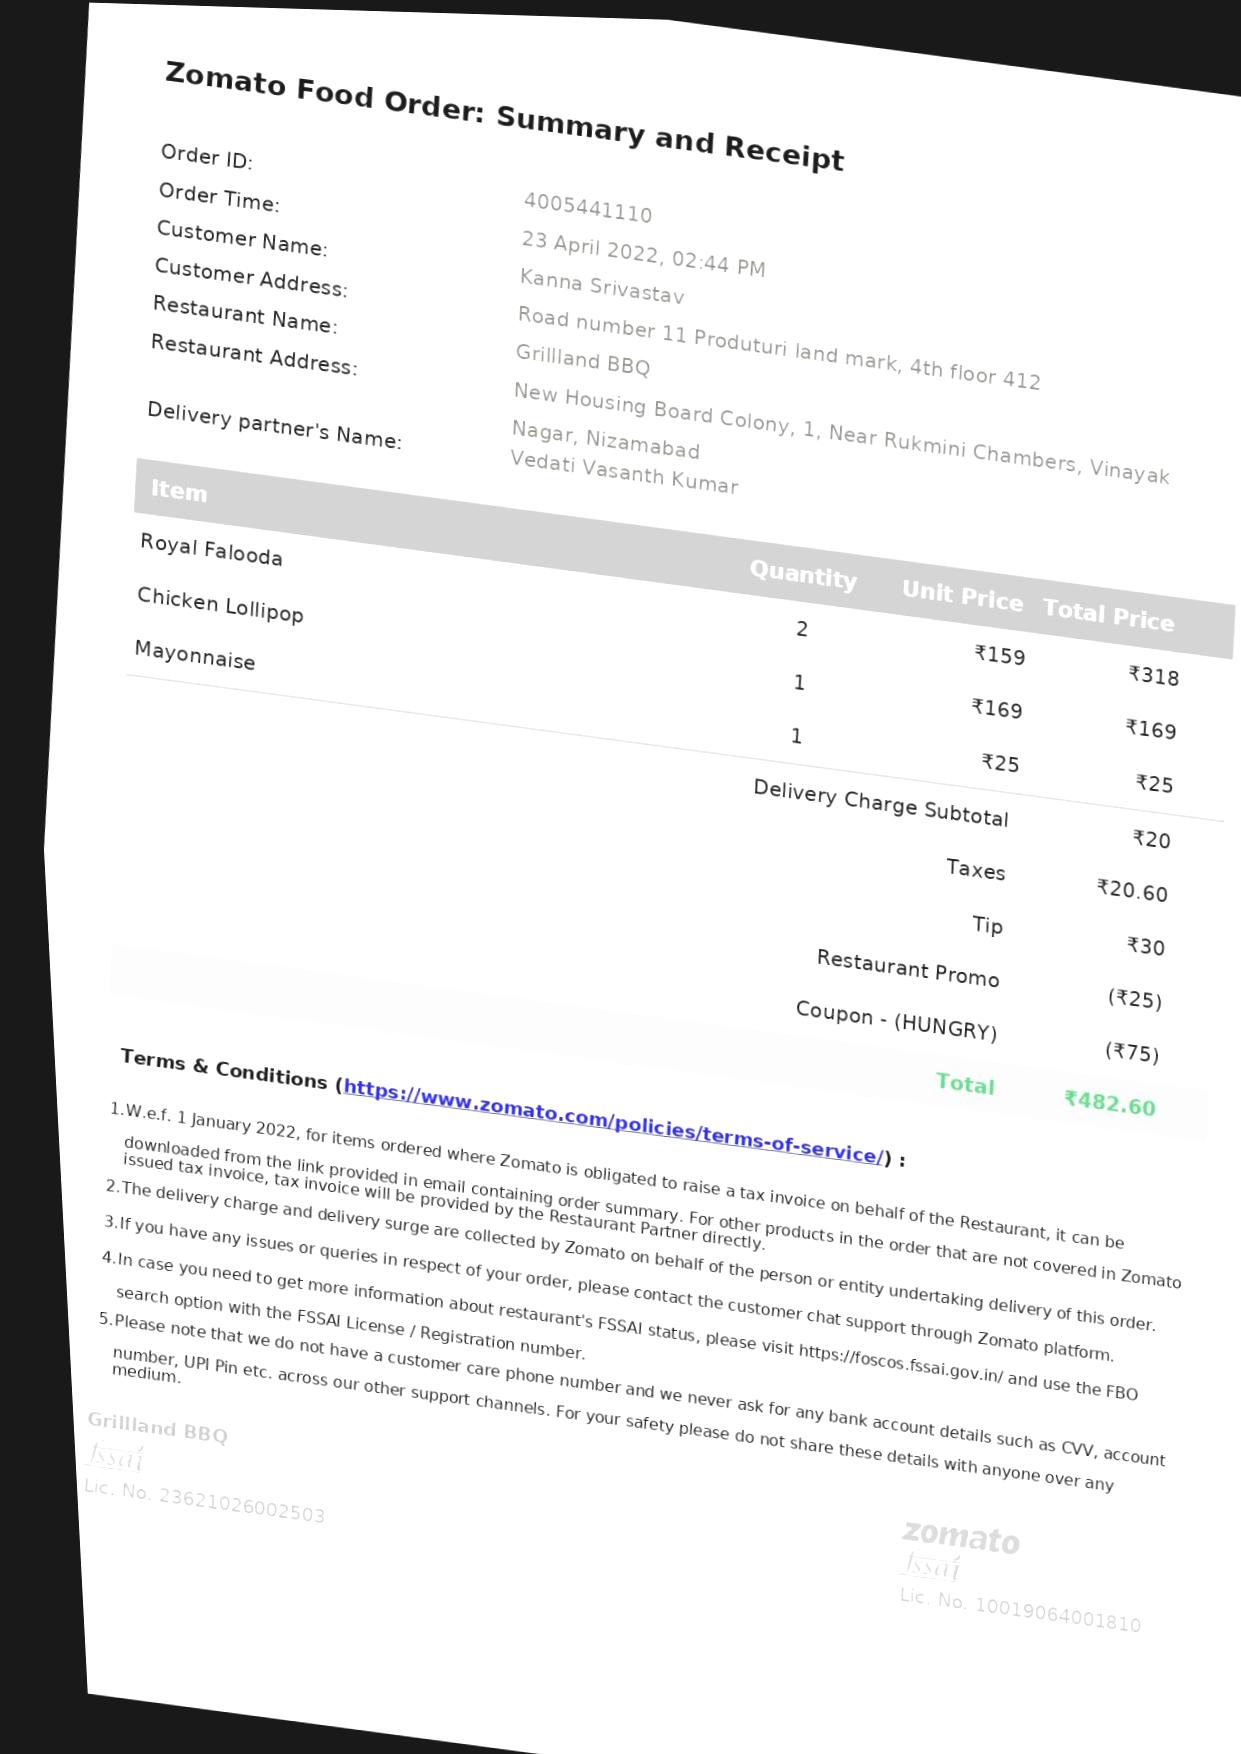 Zomato Food Order: Summary and Receipt
Order ID: 4005441110
Order Time: 23 April 2022, 02:44 PM
Customer Name: Kanna Srivastav
Customer Address: Road number 11 Produturi land mark, 4th floor 412
Restaurant Name: Grillland BBQ
Restaurant Address: New Housing Board Colony, 1, Near Rukmini Chambers, Vinayak
Nagar, Nizamabad
Delivery partner's Name: Vedati Vasanth Kumar
Item Quantity Unit Price Total Price
Royal Falooda 2 ₹159 ₹318
Chicken Lollipop 1 ₹169 ₹169
Mayonnaise 1 ₹25 ₹25
Delivery Charge Subtotal ₹20
Taxes ₹20.60
Tip ₹30
Restaurant Promo (₹25)
Coupon - (HUNGRY) (₹75)
Total ₹482.60
Terms & Conditions (https://www.zomato.com/policies/terms-of-service/) :
1.W.e.f. 1 January 2022, for items ordered where Zomato is obligated to raise a tax invoice on behalf of the Restaurant, it can be
downloaded from the link provided in email containing order summary. For other products in the order that are not covered in Zomato
issued tax invoice, tax invoice will be provided by the Restaurant Partner directly.
2.The delivery charge and delivery surge are collected by Zomato on behalf of the person or entity undertaking delivery of this order.
3.If you have any issues or queries in respect of your order, please contact the customer chat support through Zomato platform.
4.In case you need to get more information about restaurant's FSSAI status, please visit https://foscos.fssai.gov.in/ and use the FBO
search option with the FSSAI License / Registration number.
5.Please note that we do not have a customer care phone number and we never ask for any bank account details such as CVV, account
number, UPI Pin etc. across our other support channels. For your safety please do not share these details with anyone over any
medium.
Grillland BBQ
fssai
Lic. No. 23621026002503
zomato
fssai
Lic. No. 10019064001810